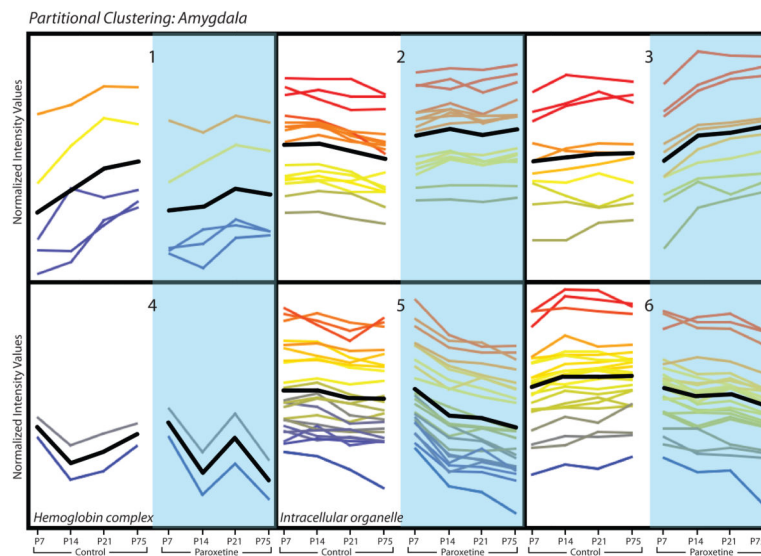 Partitional Clustering: Amygdala
Normalized Intensity Values
1
2
3
Normalized Intensity Values
4
5
6
Hemoglobin complex
Intracellular organelle
P7 P14 P21 P75 P7 P14 P21 P75 P7 P14 P21 P75 P7 P14 P21 P75 P7 P14 P21 P75 P7 P14 P21 P75
Control Paroxetine Control Paroxetine Control Paroxetine